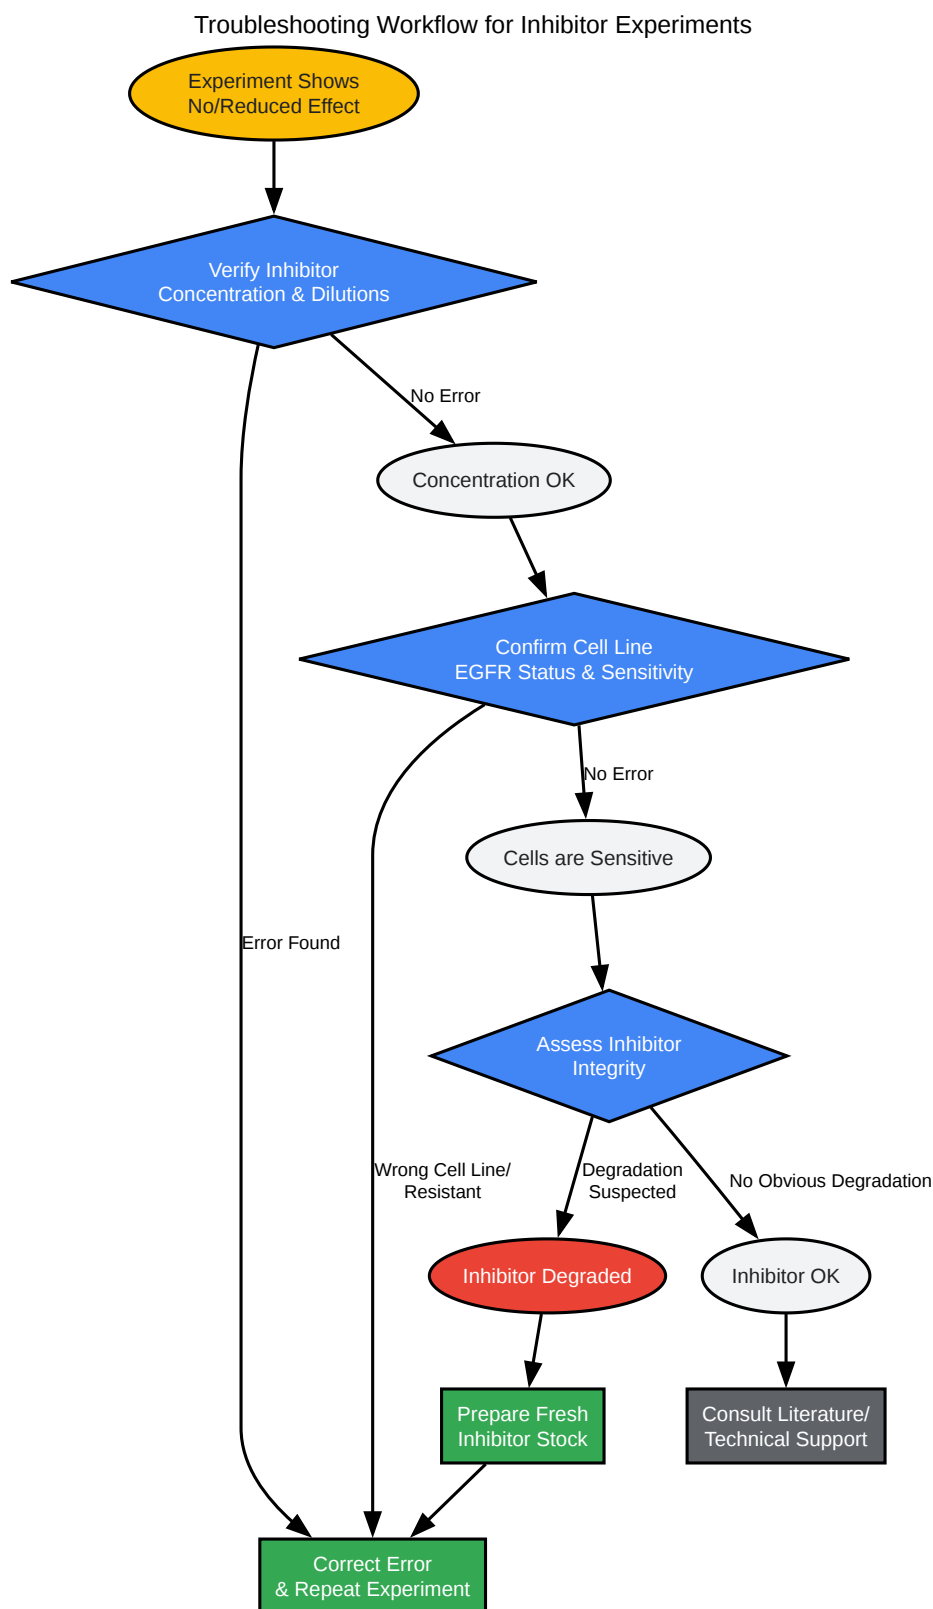 Troubleshooting Workflow for Inhibitor Experiments
Experiment Shows
No/Reduced Effect
Verify Inhibitor
Concentration & Dilutions
No Error
Concentration OK
Confirm Cell Line
EGFR Status & Sensitivity
No Error
Cells are Sensitive
Error Found
Assess Inhibitor
Integrity
Wrong Cell Line/
Resistant
Degradation
Suspected
No Obvious Degradation
Inhibitor Degraded
Inhibitor OK
Prepare Fresh
Inhibitor Stock
Consult Literature/
Technical Support
Correct Error
& Repeat Experiment